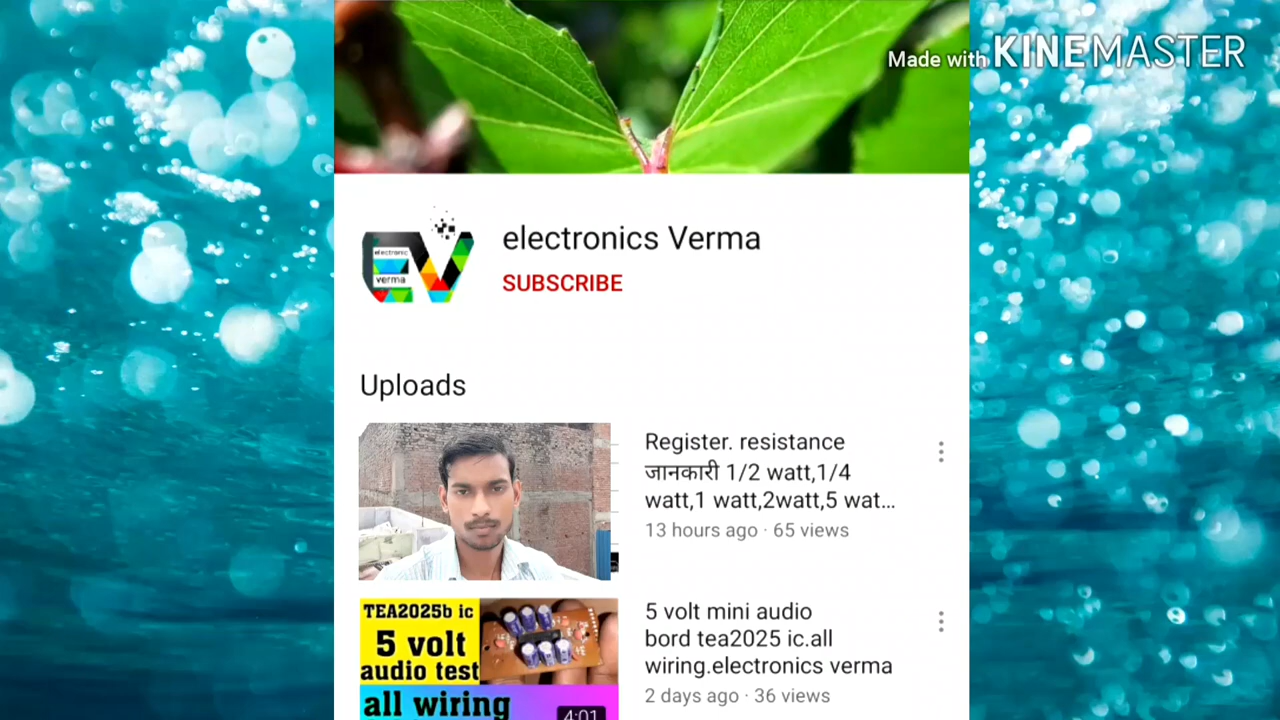 Made with KINEMASTER
electronics Verma
electronic
verma
SUBSCRIBE
Uploads
Register. resistance
जानकारी 1/2 watt,1/4
watt,1 watt,2watt,5 wat...
13 hours ago · 65 views
TEA2025b ic
5 volt
audio test
all wiring
4:01
5 volt mini audio
bord tea2025 ic.all
wiring.electronics verma
2 days ago · 36 views